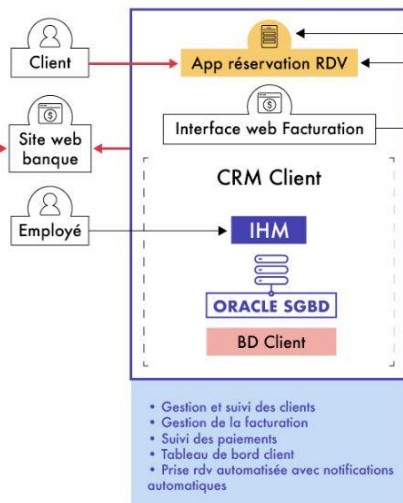 Client
App réservation RDV
Interface web Facturation
Site web
banque
CRM Client
Employé
IHM
ORACLE SGBD
BD Client
• Gestion et suivi des clients
• Gestion de la facturation
• Suivi des paiements
• Tableau de bord client
• Prise rdv automatisée avec notifications
automatiques